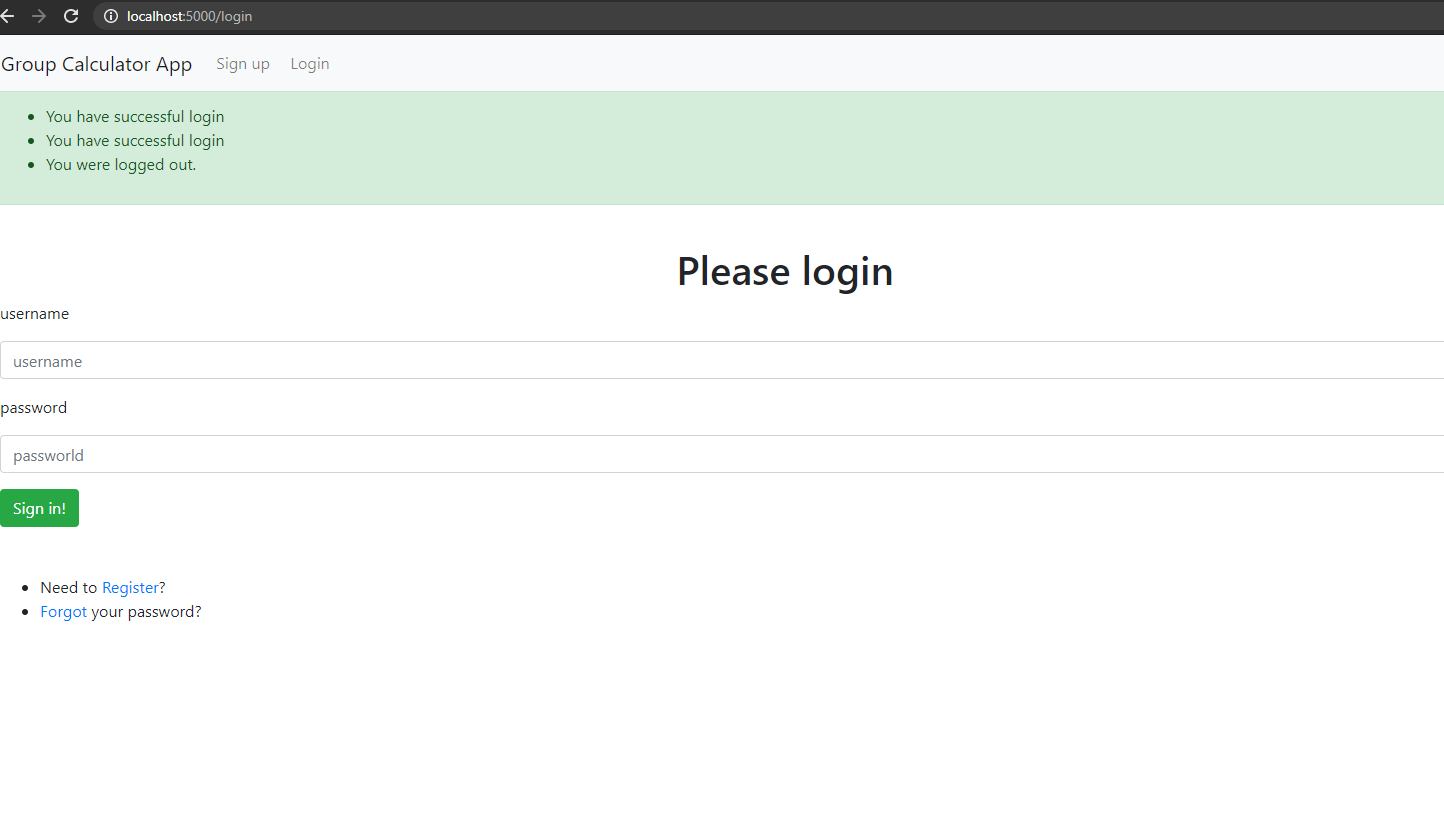 localhost:5000/login
Group Calculator App Sign up Login
You have successful login
You have successful login
You were logged out.
Please login
username
username
password
passworld
Sign in!
Need to Register?
Forgot your password?